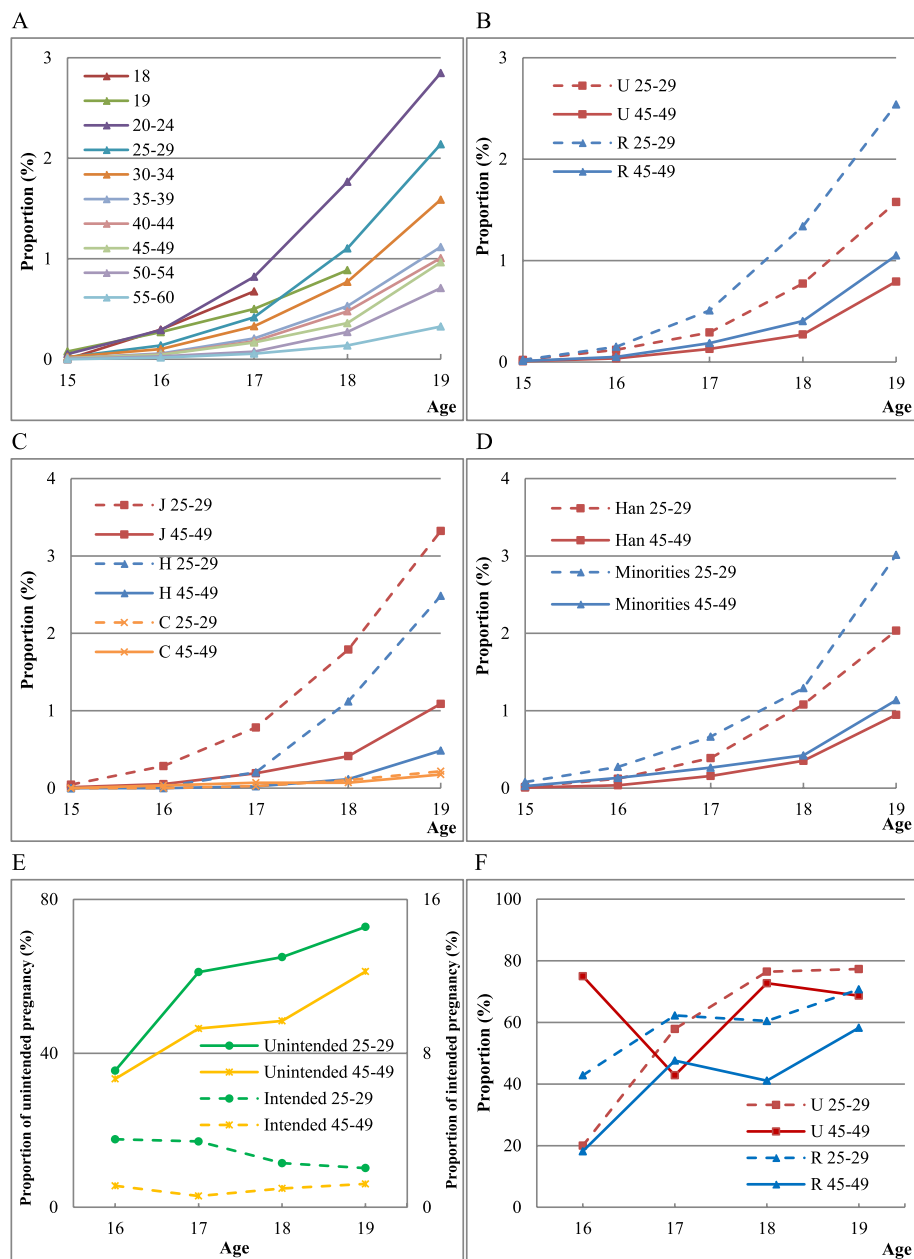 A
Proportion (%)
3
2
1
0
18
19
20-24
25-29
30-34
35-39
40-44
45-49
50-54
55-60
15 16 17 18 19
Age
B
Proportion (%)
3
2
1
0
U 25-29
U 45-49
R 25-29
R 45-49
15 16 17 18 19
Age
C
Proportion (%)
4
3
2
1
0
J 25-29
J 45-49
H 25-29
H 45-49
C 25-29
C 45-49
15 16 17 18 19
Age
D
Proportion (%)
4
3
2
1
0
Han 25-29
Han 45-49
Minorities 25-29
Minorities 45-49
15 16 17 18 19
Age
E
Proportion of unintended pregnancy (%)
80
40
0
Unintended 25-29
Unintended 45-49
Intended 25-29
Intended 45-49
16
8
0
Proportion of intended pregnancy (%)
16 17 18 19
Age
F
Proportion (%)
100
80
60
40
20
0
U 25-29
U 45-49
R 25-29
R 45-49
16 17 18 19
Age